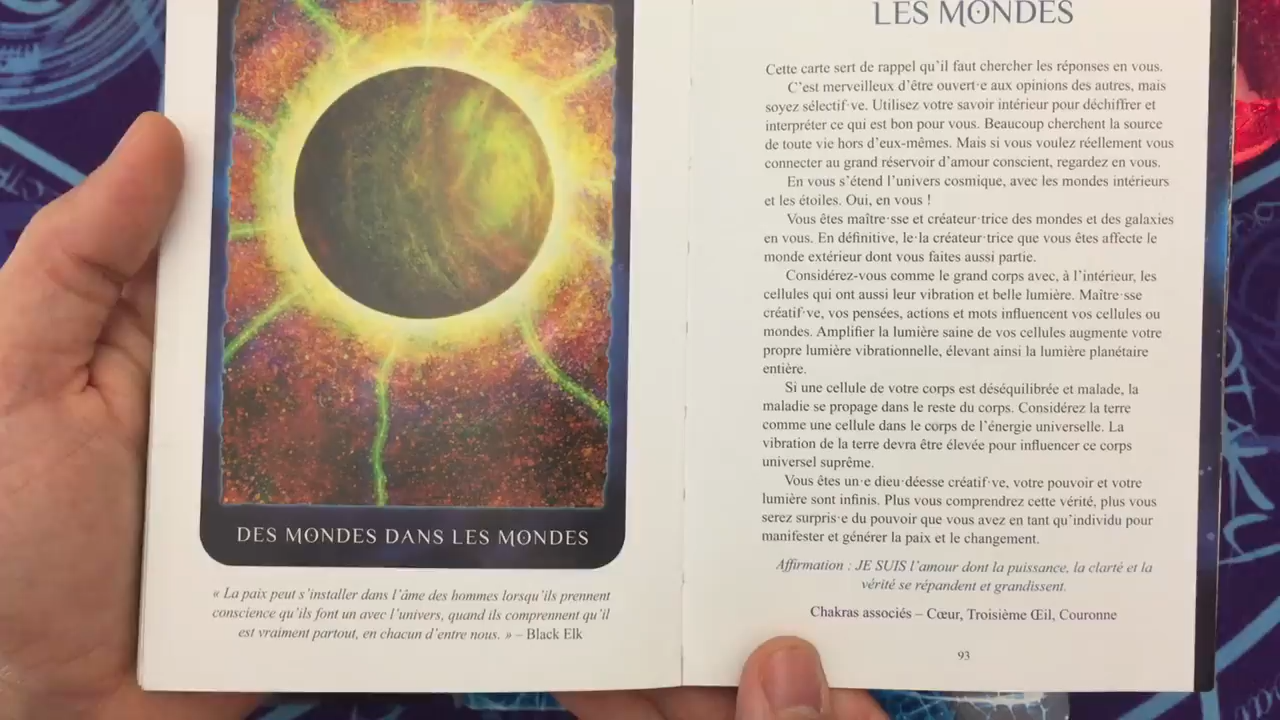 DES MONDES DANS LES MONDES
« La paix peut s'installer dans l'âme des hommes lorsqu'ils prennent
conscience qu'ils font un avec l'univers, quand ils comprennent qu'il
est vraiment partout, en chacun d'entre nous. » – Black Elk
LES MONDES
Cette carte sert de rappel qu'il faut chercher les réponses en vous.
C'est merveilleux d'être ouvert·e aux opinions des autres, mais
soyez sélectif·ve. Utilisez votre savoir intérieur pour déchiffrer et
interpréter ce qui est bon pour vous. Beaucoup cherchent la source
de toute vie hors d'eux-mêmes. Mais si vous voulez réellement vous
connecter au grand réservoir d'amour conscient, regardez en vous.
En vous s'étend l'univers cosmique, avec les mondes intérieurs
et les étoiles. Oui, en vous !
Vous êtes maître·sse et créateur·trice des mondes et des galaxies
en vous. En définitive, le·la créateur·trice que vous êtes affecte le
monde extérieur dont vous faites aussi partie.
Considérez-vous comme le grand corps avec, à l'intérieur, les
cellules qui ont aussi leur vibration et belle lumière. Maître·sse
créatif·ve, vos pensées, actions et mots influencent vos cellules ou
mondes. Amplifier la lumière saine de vos cellules augmente votre
propre lumière vibrationnelle, élevant ainsi la lumière planétaire
entière.
Si une cellule de votre corps est déséquilibrée et malade, la
maladie se propage dans le reste du corps. Considérez la terre
comme une cellule dans le corps de l'énergie universelle. La
vibration de la terre devra être élevée pour influencer ce corps
universel suprême.
Vous êtes un·e dieu·déesse créatif·ve, votre pouvoir et votre
lumière sont infinis. Plus vous comprendrez cette vérité, plus vous
serez surpris·e du pouvoir que vous avez en tant qu'individu pour
manifester et générer la paix et le changement.
Affirmation : JE SUIS l'amour dont la puissance, la clarté et la
vérité se répandent et grandissent.
Chakras associés – Cœur, Troisième Œil, Couronne
93